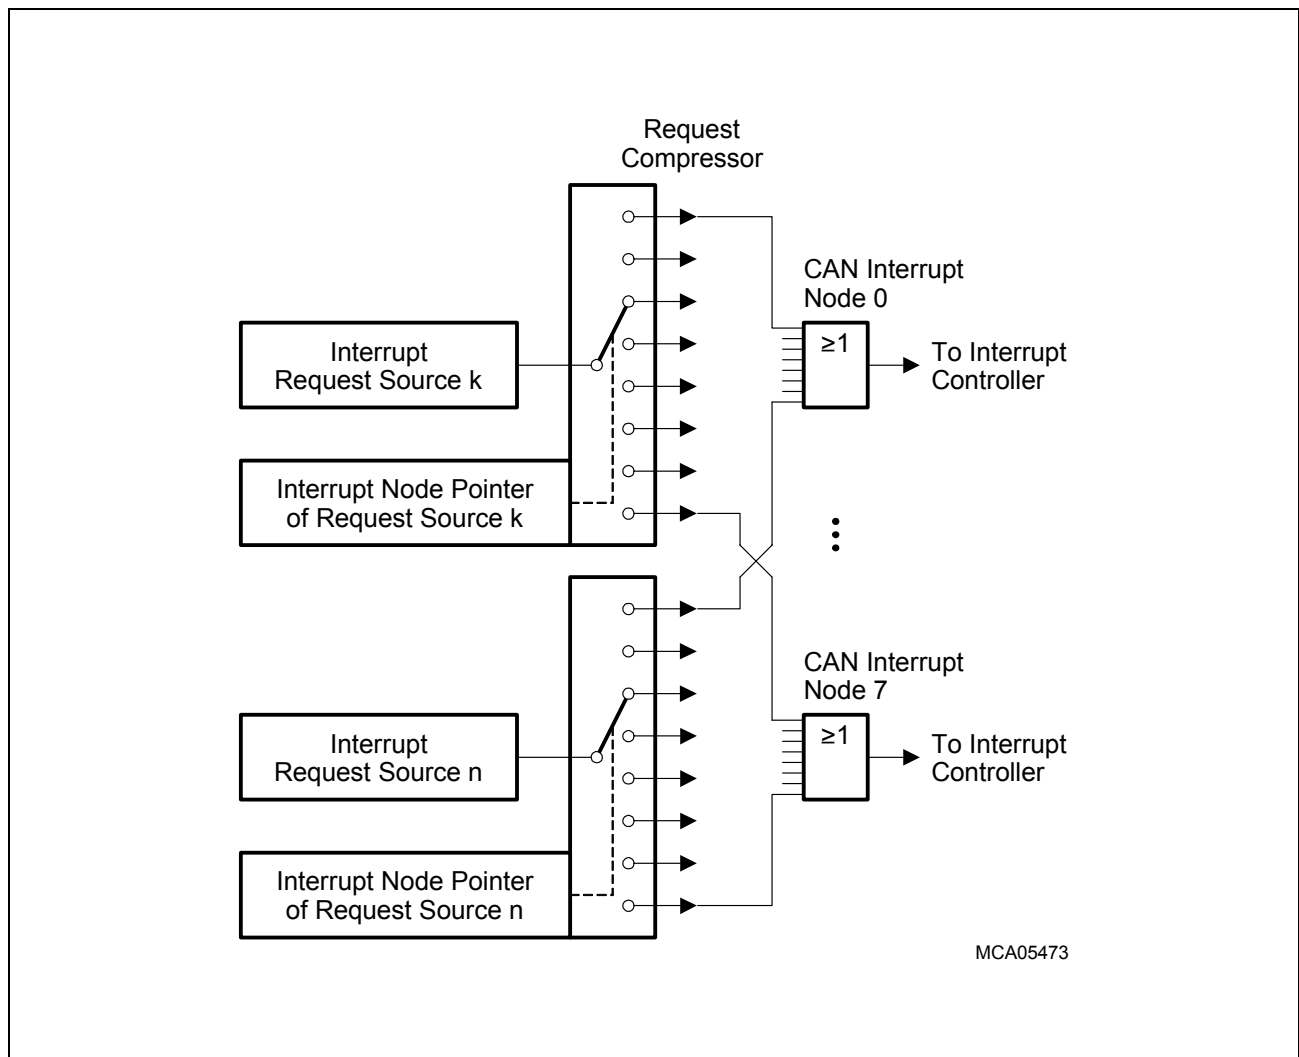 Request
Compressor
CAN Interrupt
Node 0
≥1
To Interrupt
Controller
Interrupt
Request Source k
Interrupt Node Pointer
of Request Source k
CAN Interrupt
Node 7
≥1
To Interrupt
Controller
Interrupt
Request Source n
Interrupt Node Pointer
of Request Source n
MCA05473